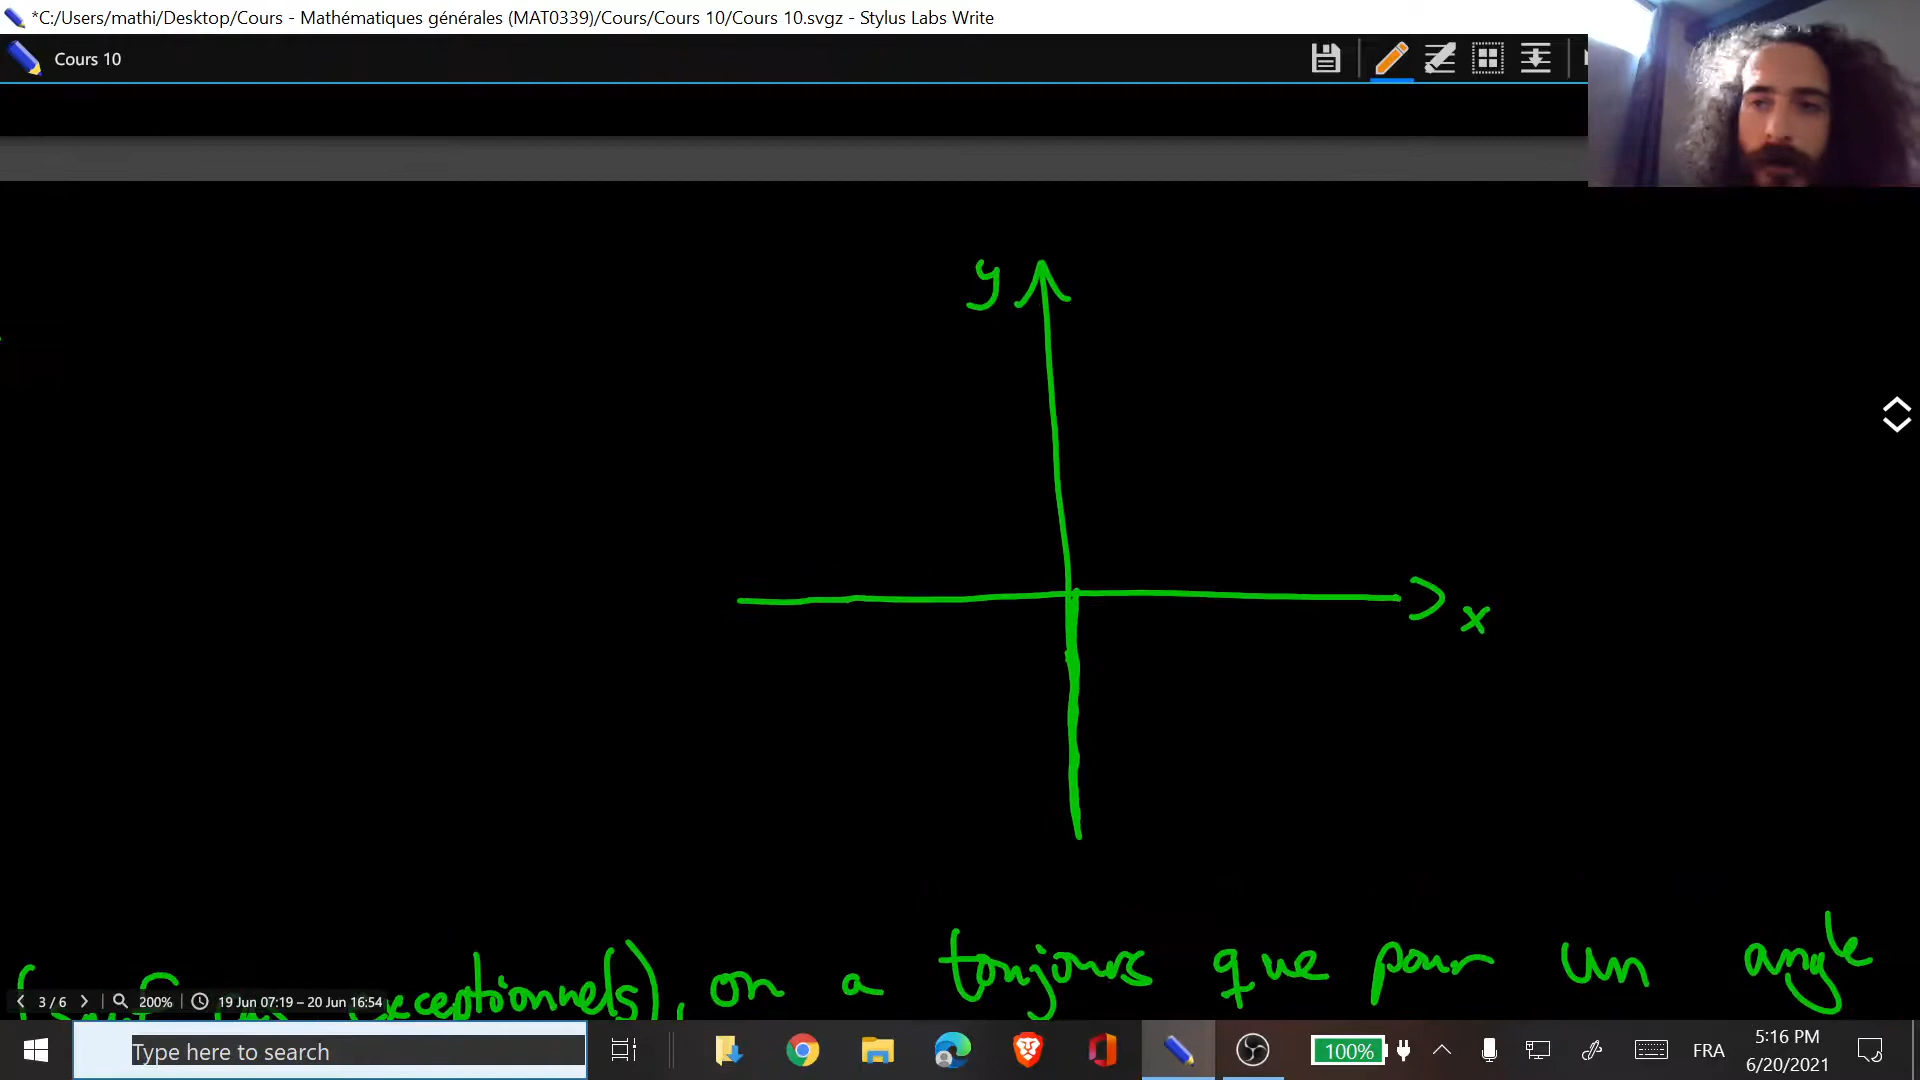 *C:/Users/mathi/Desktop/Cours - Mathématiques générales (MAT0339)/Cours/Cours 10/Cours 10.svgz - Stylus Labs Write
Cours 10
y
x
exceptionnels), on a toujours que pour un angle
3 / 6 200% 19 Jun 07:19 – 20 Jun 16:54
Type here to search
100%
FRA
5:16 PM
6/20/2021